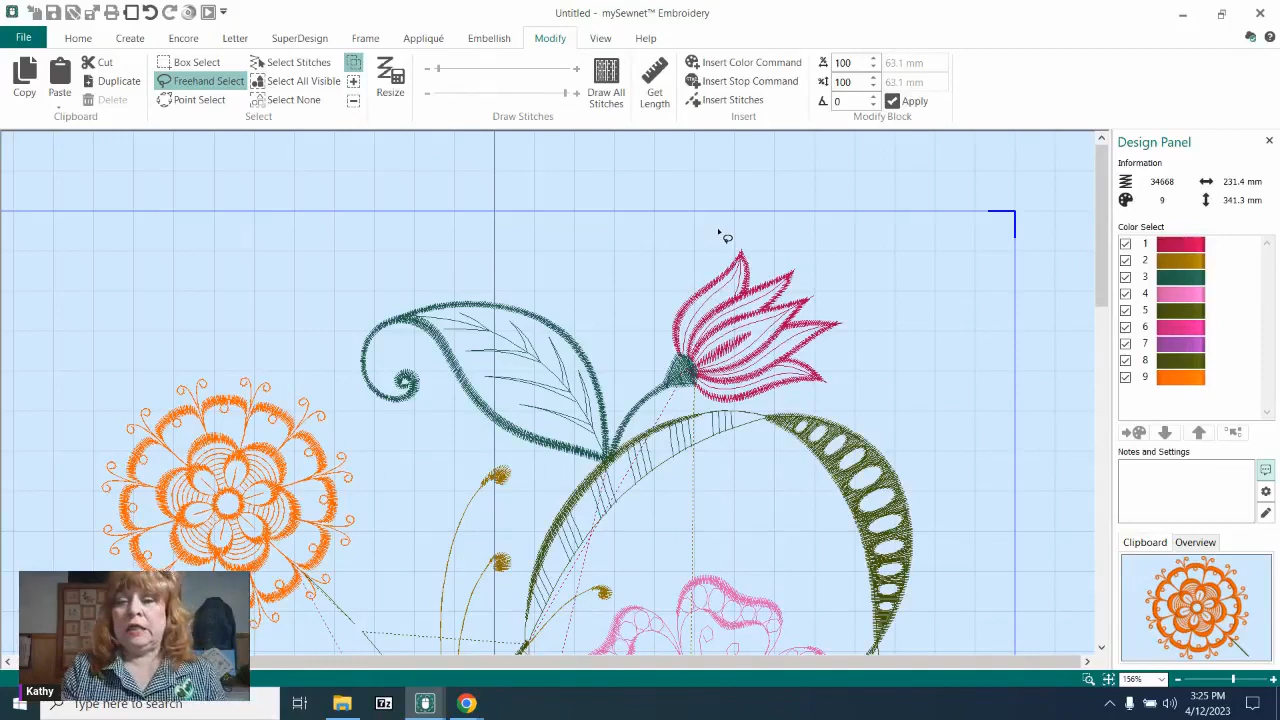 Untitled - mySewnet™ Embroidery
File Home Create Encore Letter SuperDesign Frame Appliqué Embellish Modify View Help
Copy Paste Cut Duplicate Delete
Clipboard
Box Select Freehand Select Point Select
Select Stitches Select All Visible Select None
Select
Resize
Draw All Stitches
Draw Stitches
Get Length
Insert Color Command
Insert Stop Command
Insert Stitches
Insert
100 63.1 mm
100 63.1 mm
0 Apply
Modify Block
Design Panel
Information
34668 231.4 mm
9 341.3 mm
Color Select
1
2
3
4
5
6
7
8
9
Notes and Settings
Clipboard Overview
Kathy
156%
Type here to search
7z
3:25 PM
4/12/2023